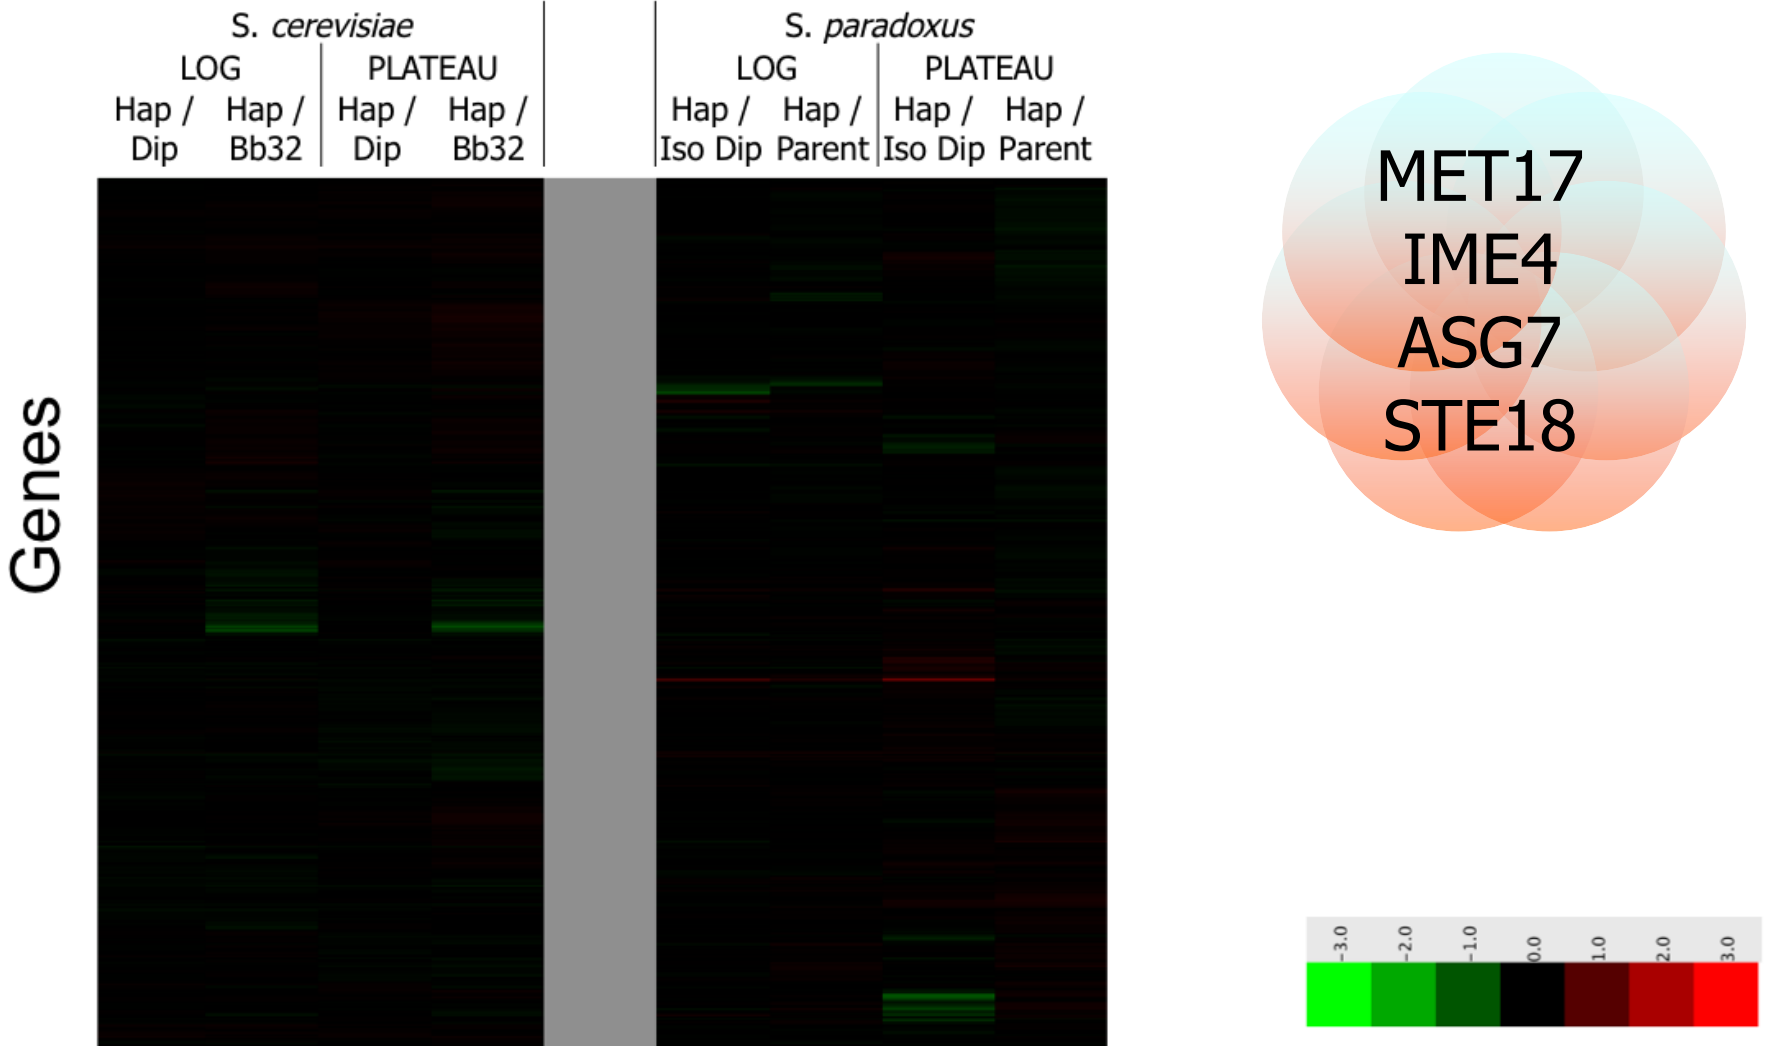 S. cerevisiae
S. paradoxus
LOG
PLATEAU
LOG
PLATEAU
Hap /
Dip
Hap /
Bb32
Hap /
Dip
Hap /
Bb32
Hap /
Iso Dip
Hap /
Parent
Hap /
Iso Dip
Hap /
Parent
Genes
MET17
IME4
ASG7
STE18
-3.0
-2.0
-1.0
0.0
1.0
2.0
3.0